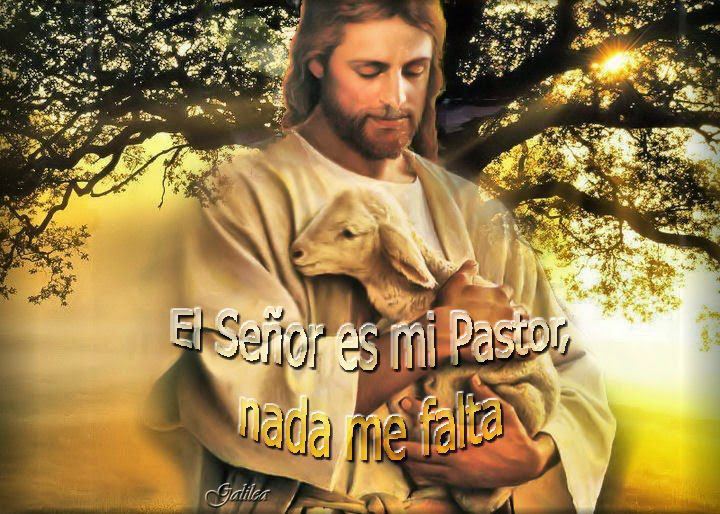 El Señor es mi Pastor,
nada me falta
Galilea